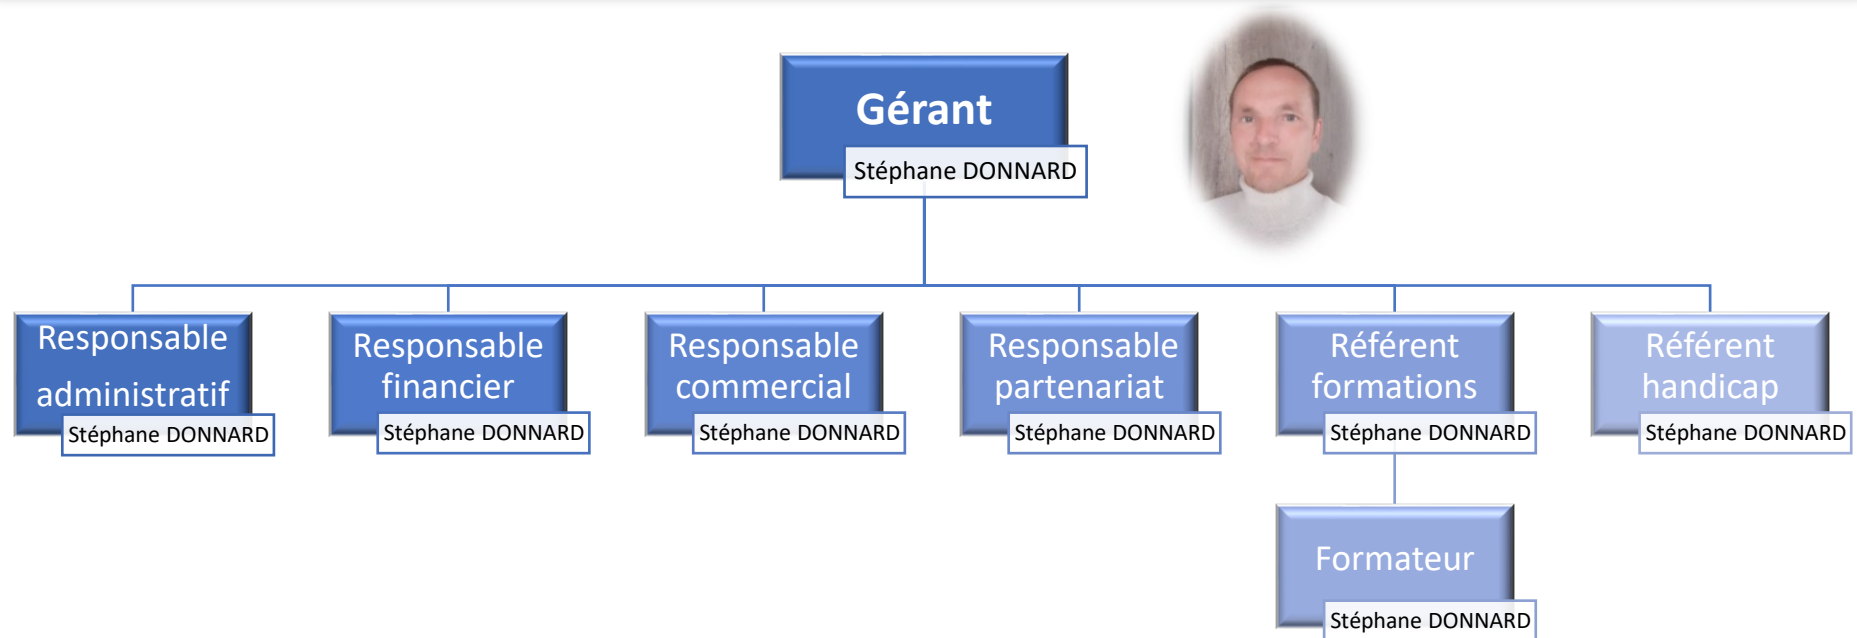 Gérant
Stéphane DONNARD
Responsable
administratif
Stéphane DONNARD
Responsable
financier
Stéphane DONNARD
Responsable
commercial
Stéphane DONNARD
Responsable
partenariat
Stéphane DONNARD
Référent
formations
Stéphane DONNARD
Référent
handicap
Stéphane DONNARD
Formateur
Stéphane DONNARD